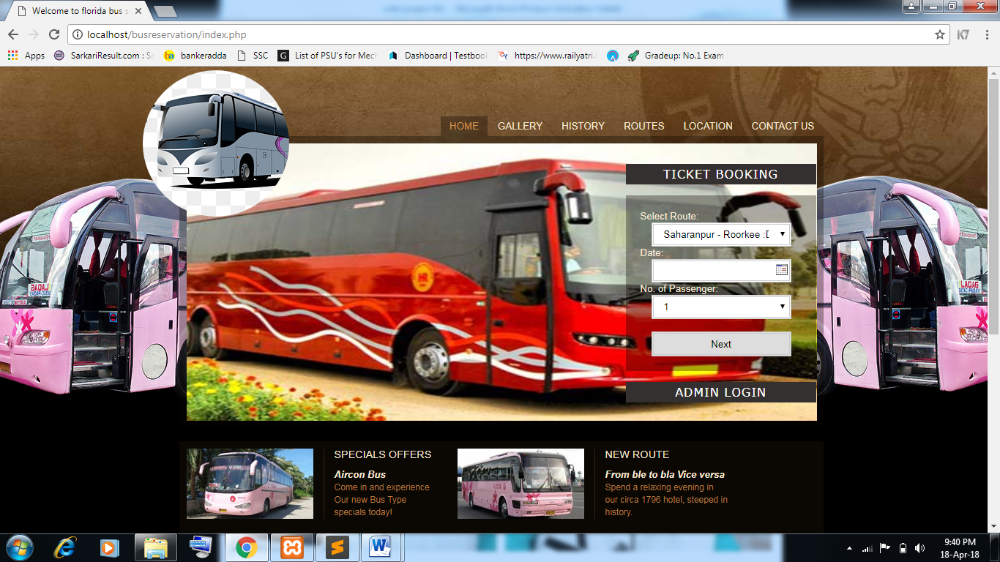 Welcome to florida bus s
localhost/busreservation/index.php
Apps
SarkariResult.com : Sa
bankeradda
SSC
List of PSU's for Mech
Dashboard | Testbook
https://www.railyatri.i
Gradeup: No.1 Exam
HOME
GALLERY
HISTORY
ROUTES
LOCATION
CONTACT US
TICKET BOOKING
Select Route:
Saharanpur - Roorkee :D
Date:
No. of Passenger:
1
Next
ADMIN LOGIN
SPECIALS OFFERS
Aircon Bus
Come in and experience
Our new Bus Type
specials today!
NEW ROUTE
From ble to bla Vice versa
Spend a relaxing evening in
our circa 1796 hotel, steeped in
history.
9:40 PM
18-Apr-18